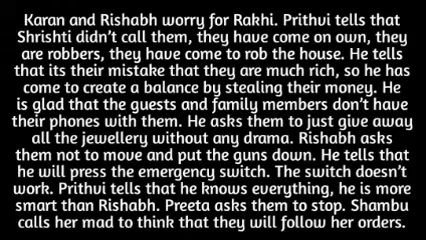 Karan and Rishabh worry for Rakhi. Prithvi tells that
Shrishti didn't call them, they have come on own, they
are robbers, they have come to rob the house. He tells
that its their mistake that they are much rich, so he has
come to create a balance by stealing their money. He
is glad that the guests and family members don't have
their phones with them. He asks them to just give away
all the jewellery without any drama. Rishabh asks
them not to move and put the guns down. He tells that
he will press the emergency switch. The switch doesn't
work. Prithvi tells that he knows everything, he is more
smart than Rishabh. Preeta asks them to stop. Shambu
calls her mad to think that they will follow her orders.